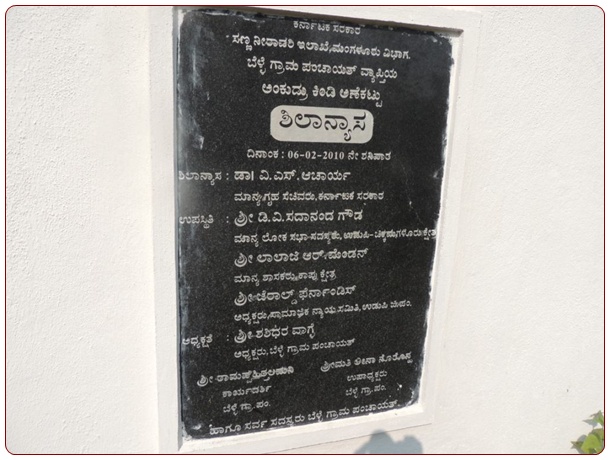 ಕರ್ನಾಟಕ ಸರಕಾರ
ಸಣ್ಣ ನೀರಾವರಿ ಇಲಾಖೆ, ಮಂಗಳೂರು ವಿಭಾಗ.
ಬೆಳ್ಳೆ ಗ್ರಾಮ ಪಂಚಾಯತ್ ವ್ಯಾಪ್ತಿಯ
ಅಂಕುದ್ರು ಕಿಂಡಿ ಅಣೆಕಟ್ಟು
ಶಿಲಾನ್ಯಾಸ
ದಿನಾಂಕ : 06-02-2010 ನೇ ಶನಿವಾರ
ಶಿಲಾನ್ಯಾಸ : ಡಾ| ವಿ.ಎಸ್. ಆಚಾರ್ಯ
ಮಾನ್ಯ ಗೃಹ ಸಚಿವರು, ಕರ್ನಾಟಕ ಸರಕಾರ
ಉಪಸ್ಥಿತಿ : ಶ್ರೀ ಡಿ.ವಿ. ಸದಾನಂದ ಗೌಡ
ಮಾನ್ಯ ಲೋಕ ಸಭಾ ಸದಸ್ಯರು, ಉಡುಪಿ-ಚಿಕ್ಕಮಗಳೂರು ಕ್ಷೇತ್ರ
ಶ್ರೀ ಲಾಲಾಜಿ ಆರ್. ಮೆಂಡನ್
ಮಾನ್ಯ ಶಾಸಕರು, ಕಾಪು ಕ್ಷೇತ್ರ
ಶ್ರೀ ಜೆರಾಲ್ಡ್ ಫೆರ್ನಾಂಡಿಸ್
ಅಧ್ಯಕ್ಷರು, ಸಾಮಾಜಿಕ ನ್ಯಾಯ ಸಮಿತಿ, ಉಡುಪಿ ಜಿ.ಪಂ.
ಅಧ್ಯಕ್ಷತೆ : ಶ್ರೀ ಶಶಿಧರ ವಾಗ್ಳೆ
ಅಧ್ಯಕ್ಷರು, ಬೆಳ್ಳೆ ಗ್ರಾಮ ಪಂಚಾಯತ್
ಶ್ರೀ ಶ್ರೀಮತಿ ಲೀನಾ
ಕಾರ್ಯದರ್ಶಿ ಉಪಾಧ್ಯಕ್ಷರು
ಬೆಳ್ಳೆ ಗ್ರಾ. ಪಂ. ಬೆಳ್ಳೆ ಗ್ರಾ. ಪಂ.
ಹಾಗೂ ಸರ್ವ ಸದಸ್ಯರು ಬೆಳ್ಳೆ ಗ್ರಾಮ ಪಂಚಾಯತ್.